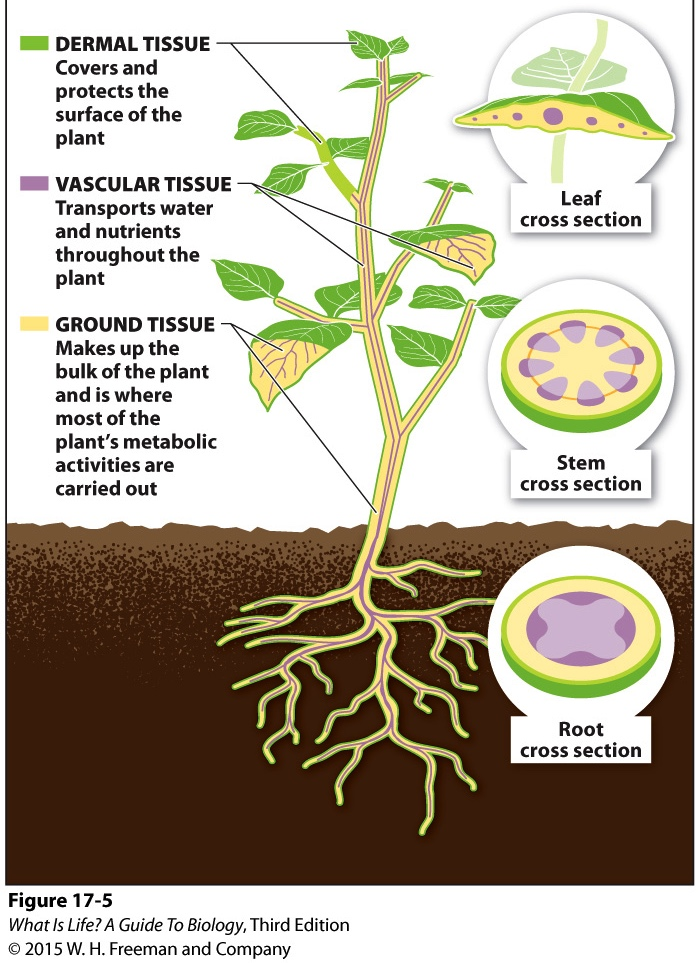 DERMAL TISSUE
Covers and
protects the
surface of the
plant
VASCULAR TISSUE
Transports water
and nutrients
throughout the
plant
GROUND TISSUE
Makes up the
bulk of the plant
and is where
most of the
plant's metabolic
activities are
carried out
Leaf
cross section
Stem
cross section
Root
cross section
Figure 17-5
What Is Life? A Guide To Biology, Third Edition
© 2015 W. H. Freeman and Company